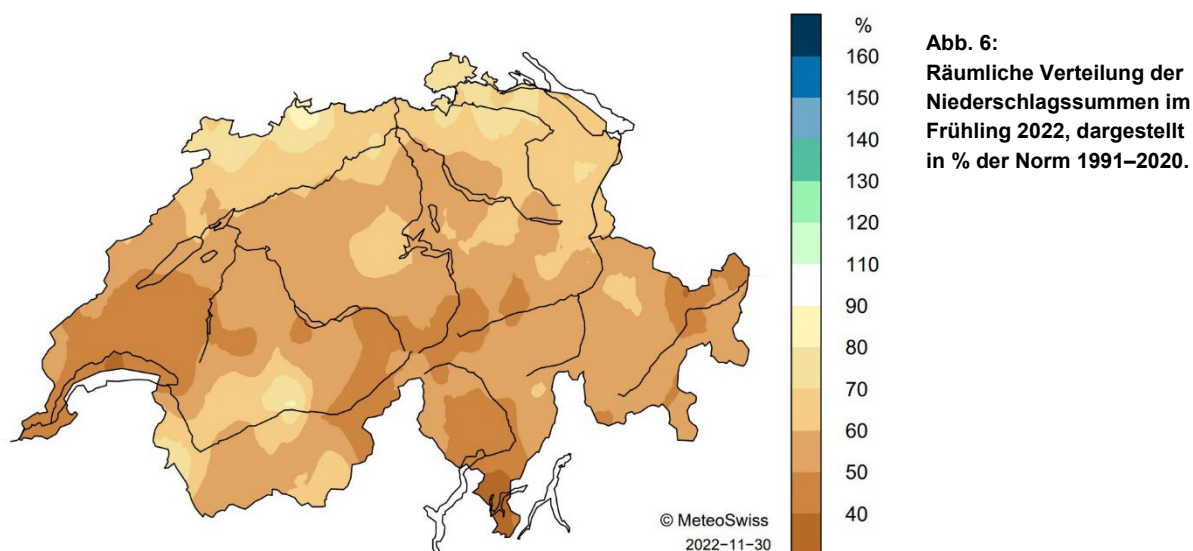 %
160
150
140
130
120
110
90
80
70
60
50
40
© MeteoSwiss
2022−11−30
Abb. 6:
Räumliche Verteilung der
Niederschlagssummen im
Frühling 2022, dargestellt
in % der Norm 1991–2020.